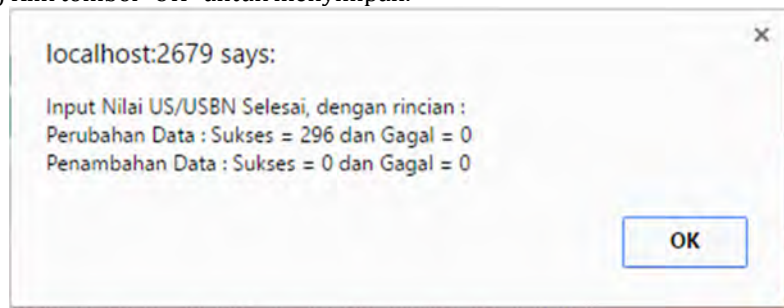 localhost:2679 says:
Input Nilai US/USBN Selesai, dengan rincian :
Perubahan Data : Sukses = 296 dan Gagal = 0
Penambahan Data : Sukses = 0 dan Gagal = 0
OK